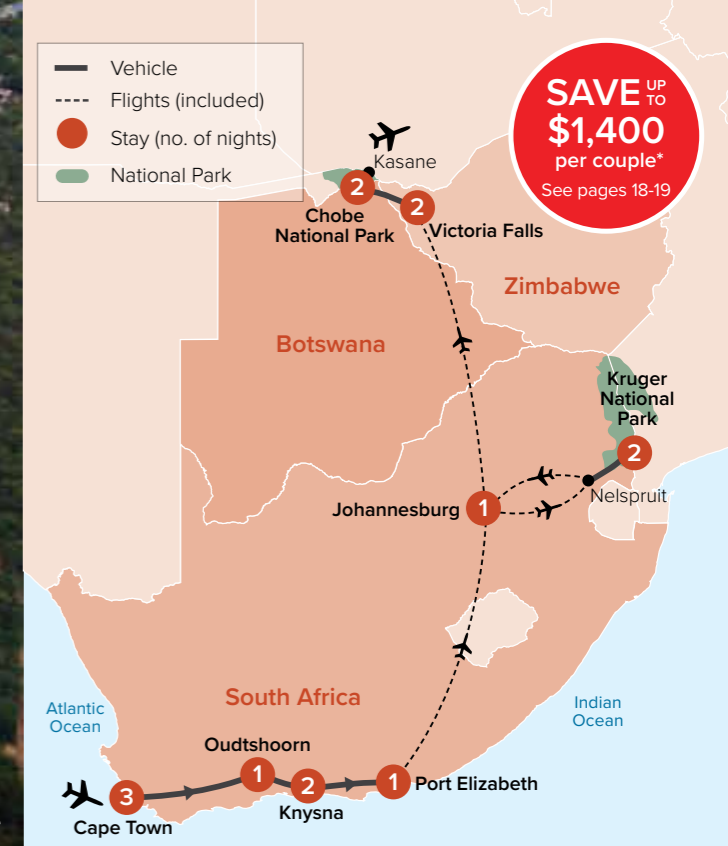 Vehicle
Flights (included)
Stay (no. of nights)
National Park
SAVE UP TO
$1,400
per couple*
See pages 18-19
Kasane
2
2
Chobe
National Park
Victoria Falls
Zimbabwe
Botswana
Kruger
National
Park
2
Nelspruit
Johannesburg
1
South Africa
Atlantic
Ocean
Indian
Ocean
Oudtshoorn
1
2
1
Port Elizabeth
3
Knysna
Cape Town